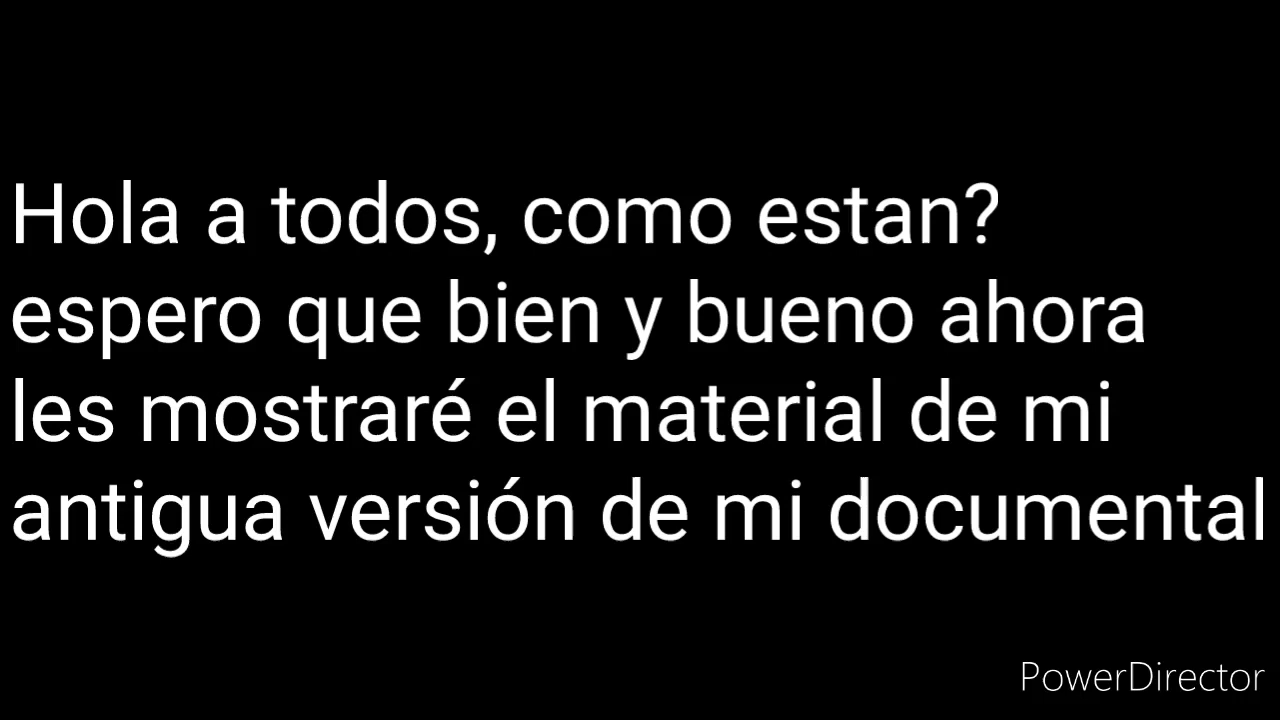 Hola a todos, como estan?
espero que bien y bueno ahora
les mostraré el material de mi
antigua versión de mi documental
PowerDirector